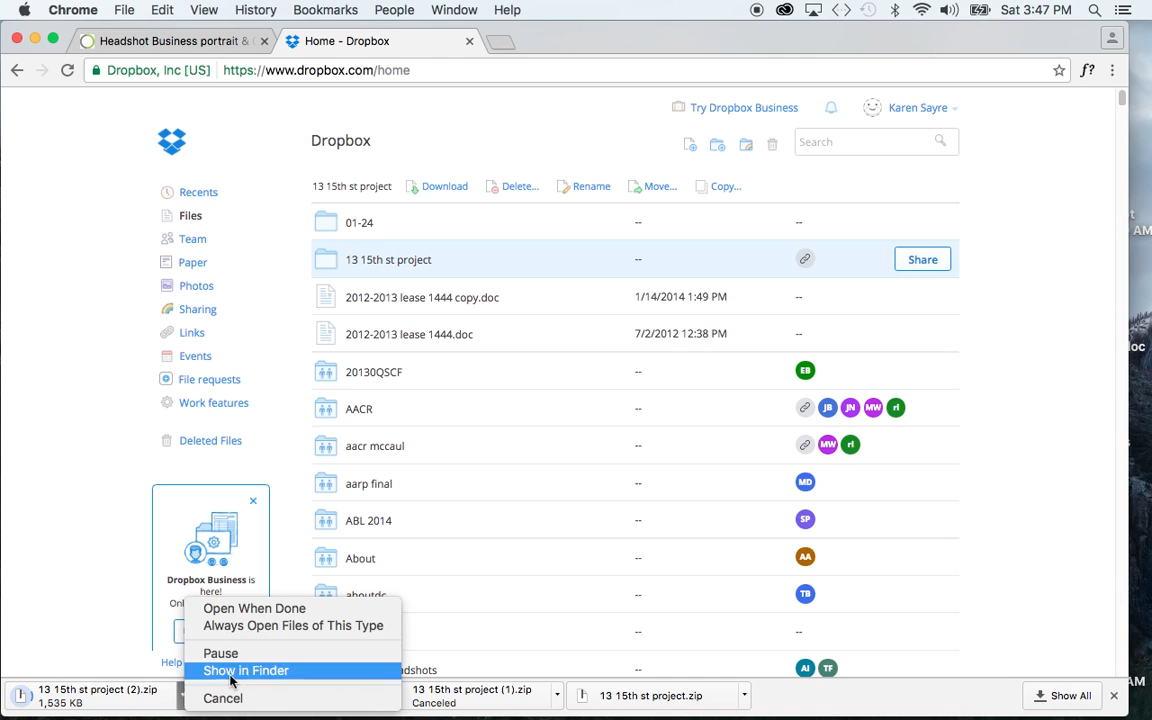 Chrome File Edit View History Bookmarks People Window Help Sat 3:47 PM
Headshot Business portrait & Home - Dropbox
Dropbox, Inc [US] https://www.dropbox.com/home f?
Try Dropbox Business Karen Sayre
Dropbox Search
13 15th st project Download Delete... Rename Move... Copy...
Recents
Files
Team
Paper
Photos
Sharing
Links
Events
File requests
Work features
Deleted Files
01-24 -- --
13 15th st project -- Share
2012-2013 lease 1444 copy.doc 1/14/2014 1:49 PM --
2012-2013 lease 1444.doc 7/2/2012 12:38 PM --
20130QSCF -- EB
AACR -- JB JN MW rl
aacr mccaul -- MW rl
aarp final -- MD
ABL 2014 -- SP
About -- AA
aboutdc -- TB
-- --
dshots -- AI TF
Dropbox Business is
here!
Onl
Help
Open When Done
Always Open Files of This Type
Pause
Show in Finder
Cancel
13 15th st project (2).zip
1,535 KB
13 15th st project (1).zip
Canceled
13 15th st project.zip
Show All
t
AM
oc
AM